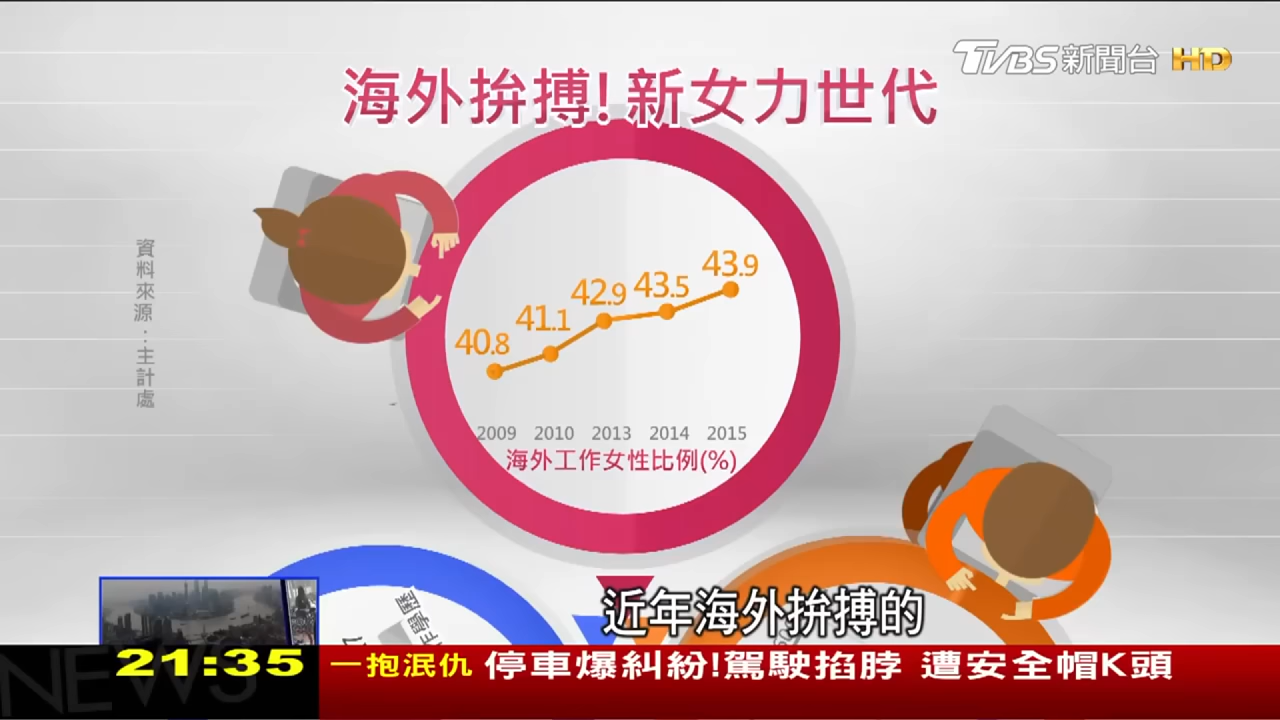 TVBS新聞台 HD
海外拚搏!新女力世代
資料來源:主計處
40.8 41.1 42.9 43.5 43.9
2009 2010 2013 2014 2015
海外工作女性比例(%)
近年海外拚搏的
NEWS
21:35 一抱泯仇 停車爆糾紛!駕駛掐脖 遭安全帽K頭